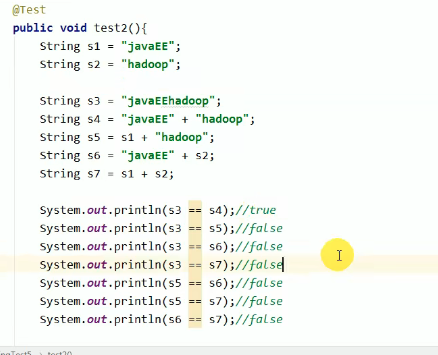 @Test
public void test2(){
String s1 = "javaEE";
String s2 = "hadoop";
String s3 = "javaEEhadoop";
String s4 = "javaEE" + "hadoop";
String s5 = s1 + "hadoop";
String s6 = "javaEE" + s2;
String s7 = s1 + s2;
System.out.println(s3 == s4);//true
System.out.println(s3 == s5);//false
System.out.println(s3 == s6);//false
System.out.println(s3 == s7);//false
System.out.println(s5 == s6);//false
System.out.println(s5 == s7);//false
System.out.println(s6 == s7);//false